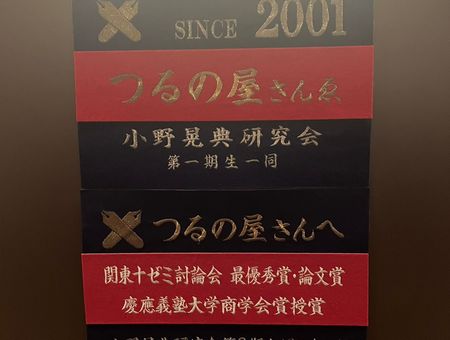 SINCE 2001
つるの屋さんゑ
小野晃典研究会
第一期生一同
つるの屋さんへ
関東十ゼミ討論会 最優秀賞・論文賞
慶應義塾大学商学会賞授賞